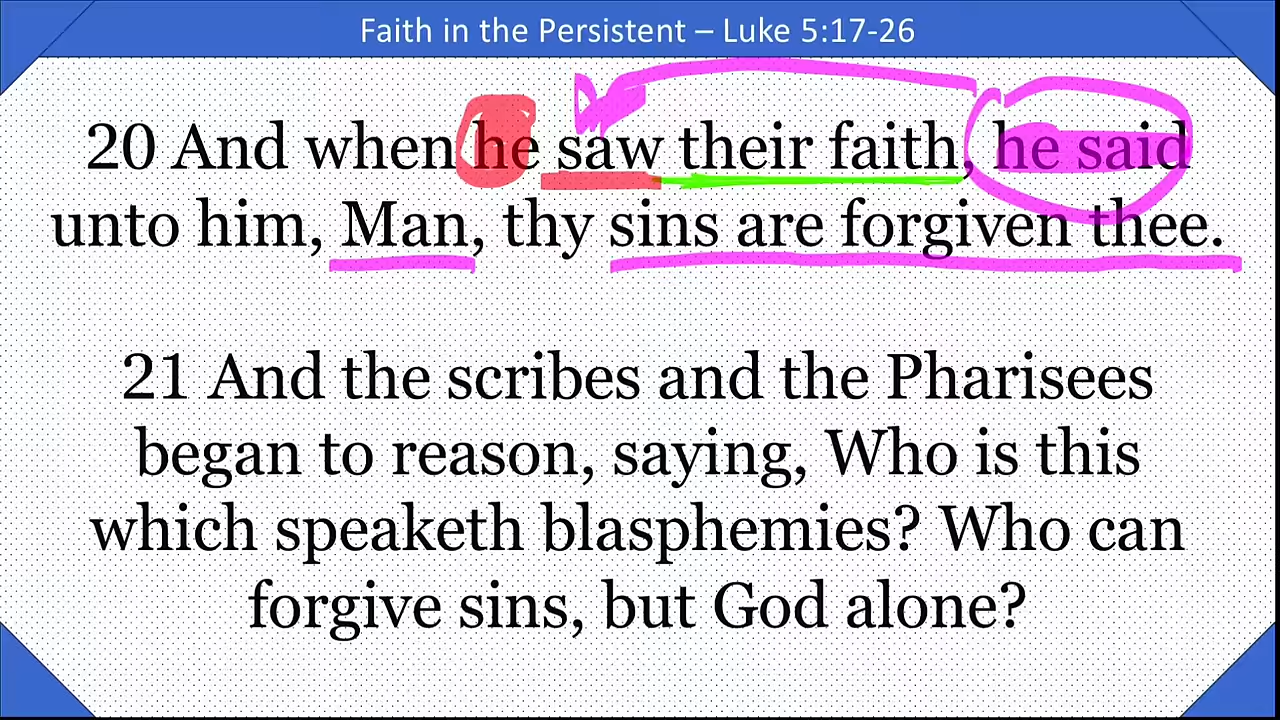 Faith in the Persistent – Luke 5:17-26
20 And when he saw their faith, he said
unto him, Man, thy sins are forgiven thee.
21 And the scribes and the Pharisees
began to reason, saying, Who is this
which speaketh blasphemies? Who can
forgive sins, but God alone?